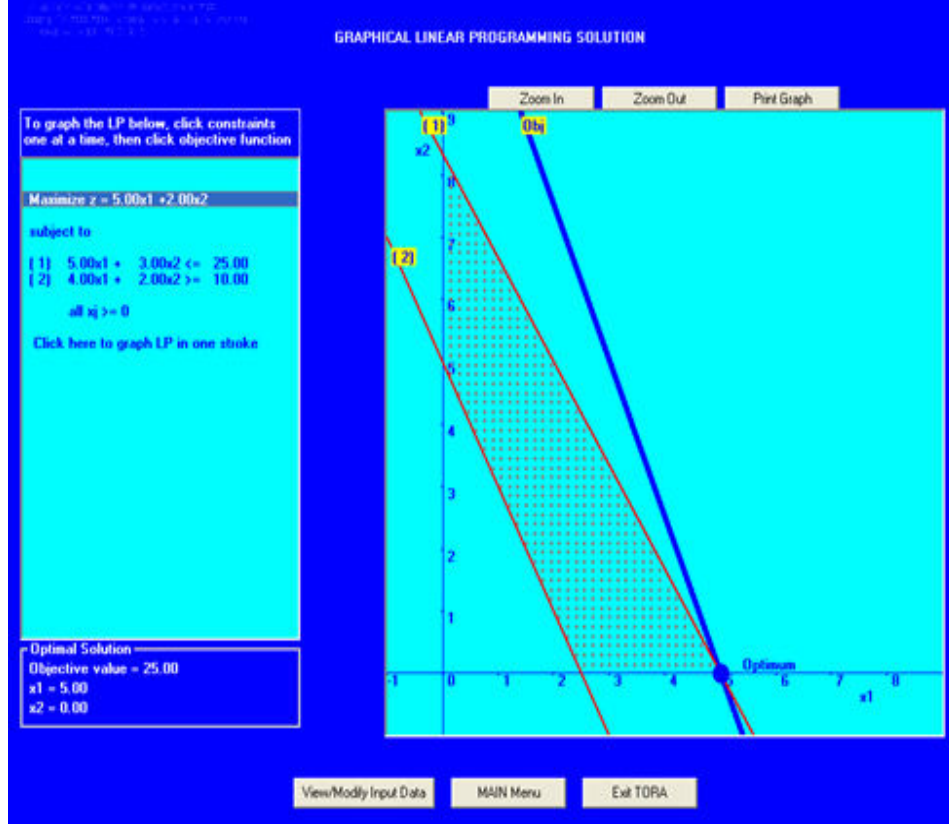 GRAPHICAL LINEAR PROGRAMMING SOLUTION
Zoom In Zoom Out Print Graph
To graph the LP below, click constraints
one at a time, then click objective function
Maximize z = 5.00x1 +2.00x2
subject to
( 1) 5.00x1 + 3.00x2 <= 25.00
( 2) 4.00x1 + 2.00x2 >= 10.00
all xj >= 0
Click here to graph LP in one stroke
Optimal Solution
Objective value = 25.00
x1 = 5.00
x2 = 0.00
( 1) 9 Obj
x2
8
7
( 2)
6
5
4
3
2
1
Optimum
-1 0 1 2 3 4 5 6 7 8
x1
View/Modify Input Data MAIN Menu Exit TORA